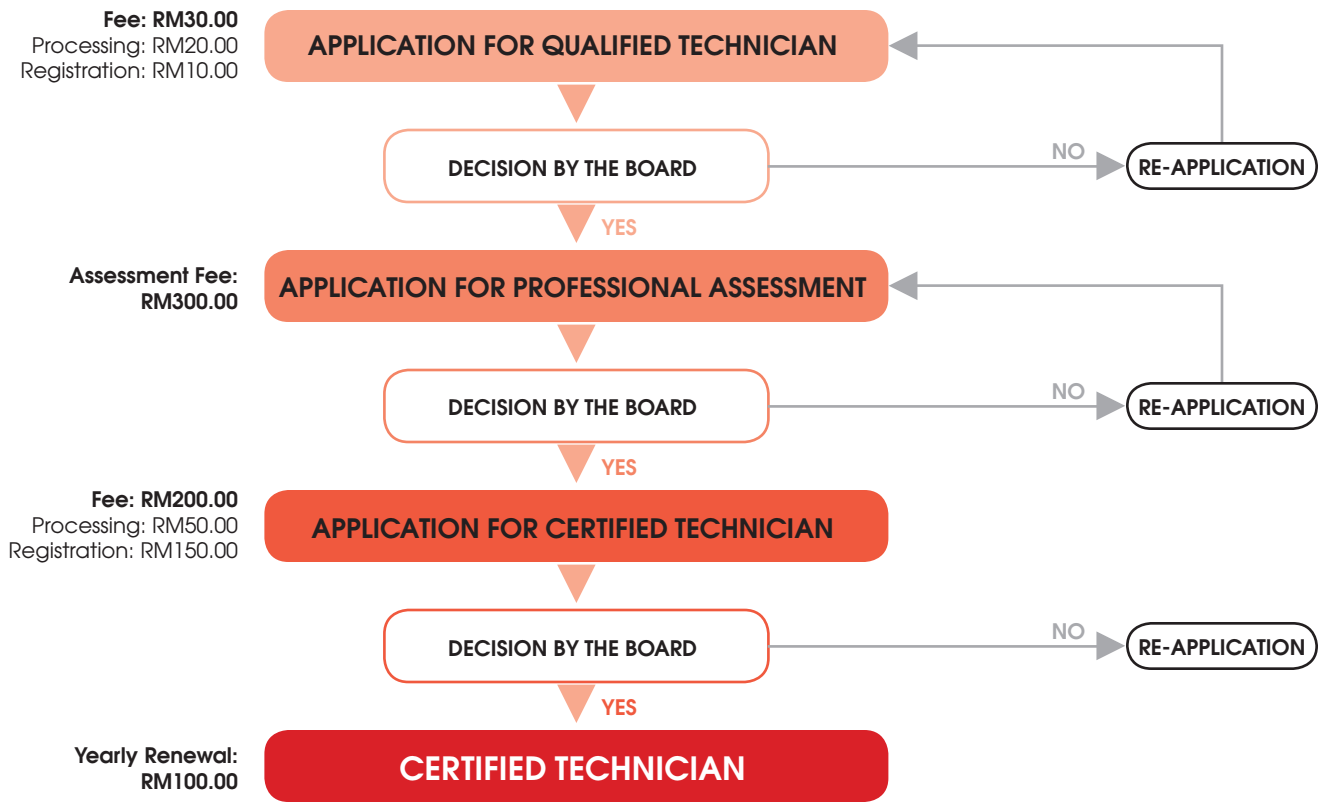 Fee: RM30.00
Processing: RM20.00
Registration: RM10.00
APPLICATION FOR QUALIFIED TECHNICIAN
DECISION BY THE BOARD
NO
RE-APPLICATION
YES
Assessment Fee:
RM300.00
APPLICATION FOR PROFESSIONAL ASSESSMENT
DECISION BY THE BOARD
NO
RE-APPLICATION
YES
Fee: RM200.00
Processing: RM50.00
Registration: RM150.00
APPLICATION FOR CERTIFIED TECHNICIAN
DECISION BY THE BOARD
NO
RE-APPLICATION
YES
Yearly Renewal:
RM100.00
CERTIFIED TECHNICIAN